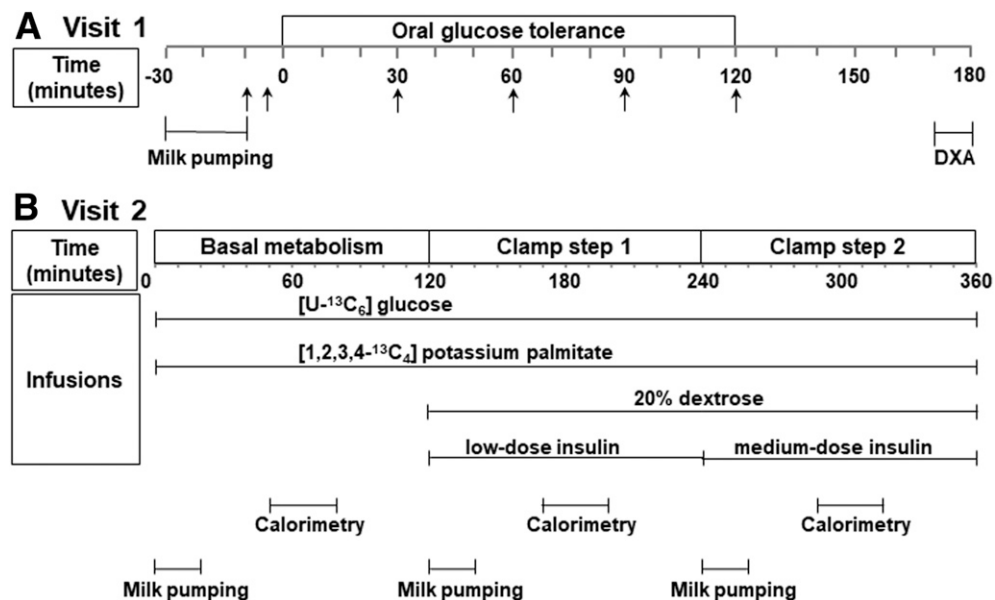 A Visit 1
Oral glucose tolerance
Time
(minutes)
-30 0 30 60 90 120 150 180
Milk pumping
DXA
B Visit 2
Time
(minutes)
Basal metabolism Clamp step 1 Clamp step 2
0 60 120 180 240 300 360
Infusions
[U-¹³C₆] glucose
[1,2,3,4-¹³C₄] potassium palmitate
20% dextrose
low-dose insulin medium-dose insulin
Calorimetry Calorimetry Calorimetry
Milk pumping Milk pumping Milk pumping